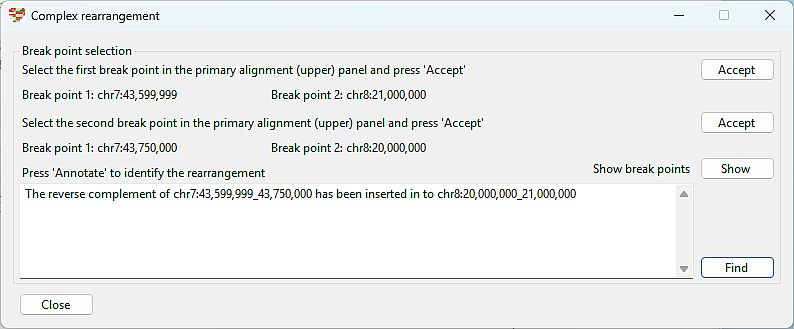 Complex rearrangement
Break point selection
Select the first break point in the primary alignment (upper) panel and press 'Accept'
Accept
Break point 1: chr7:43,599,999 Break point 2: chr8:21,000,000
Select the second break point in the primary alignment (upper) panel and press 'Accept'
Accept
Break point 1: chr7:43,750,000 Break point 2: chr8:20,000,000
Press 'Annotate' to identify the rearrangement
Show break points
Show
The reverse complement of chr7:43,599,999_43,750,000 has been inserted in to chr8:20,000,000_21,000,000
Find
Close